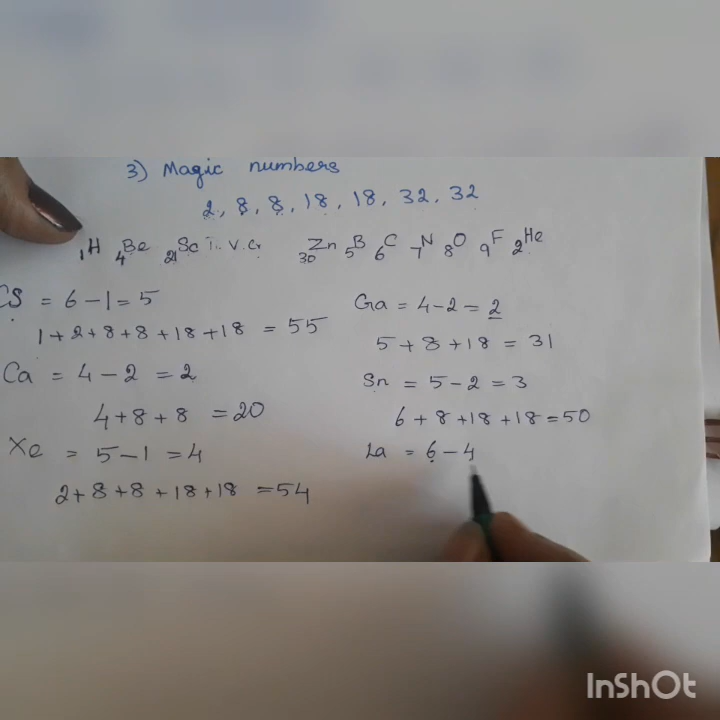 3) Magic numbers
2, 8, 8, 18, 18, 32, 32
1H 4Be 21Sc Ti. V. Cr 30Zn 5B 6C 7N 8O 9F 2He
CS = 6 - 1 = 5
1 + 2 + 8 + 8 + 18 + 18 = 55
Ca = 4 - 2 = 2
4 + 8 + 8 = 20
Xe = 5 - 1 = 4
2 + 8 + 8 + 18 + 18 = 54
Ga = 4 - 2 = 2
5 + 8 + 18 = 31
Sn = 5 - 2 = 3
6 + 8 + 18 + 18 = 50
La = 6 - 4
InShOt